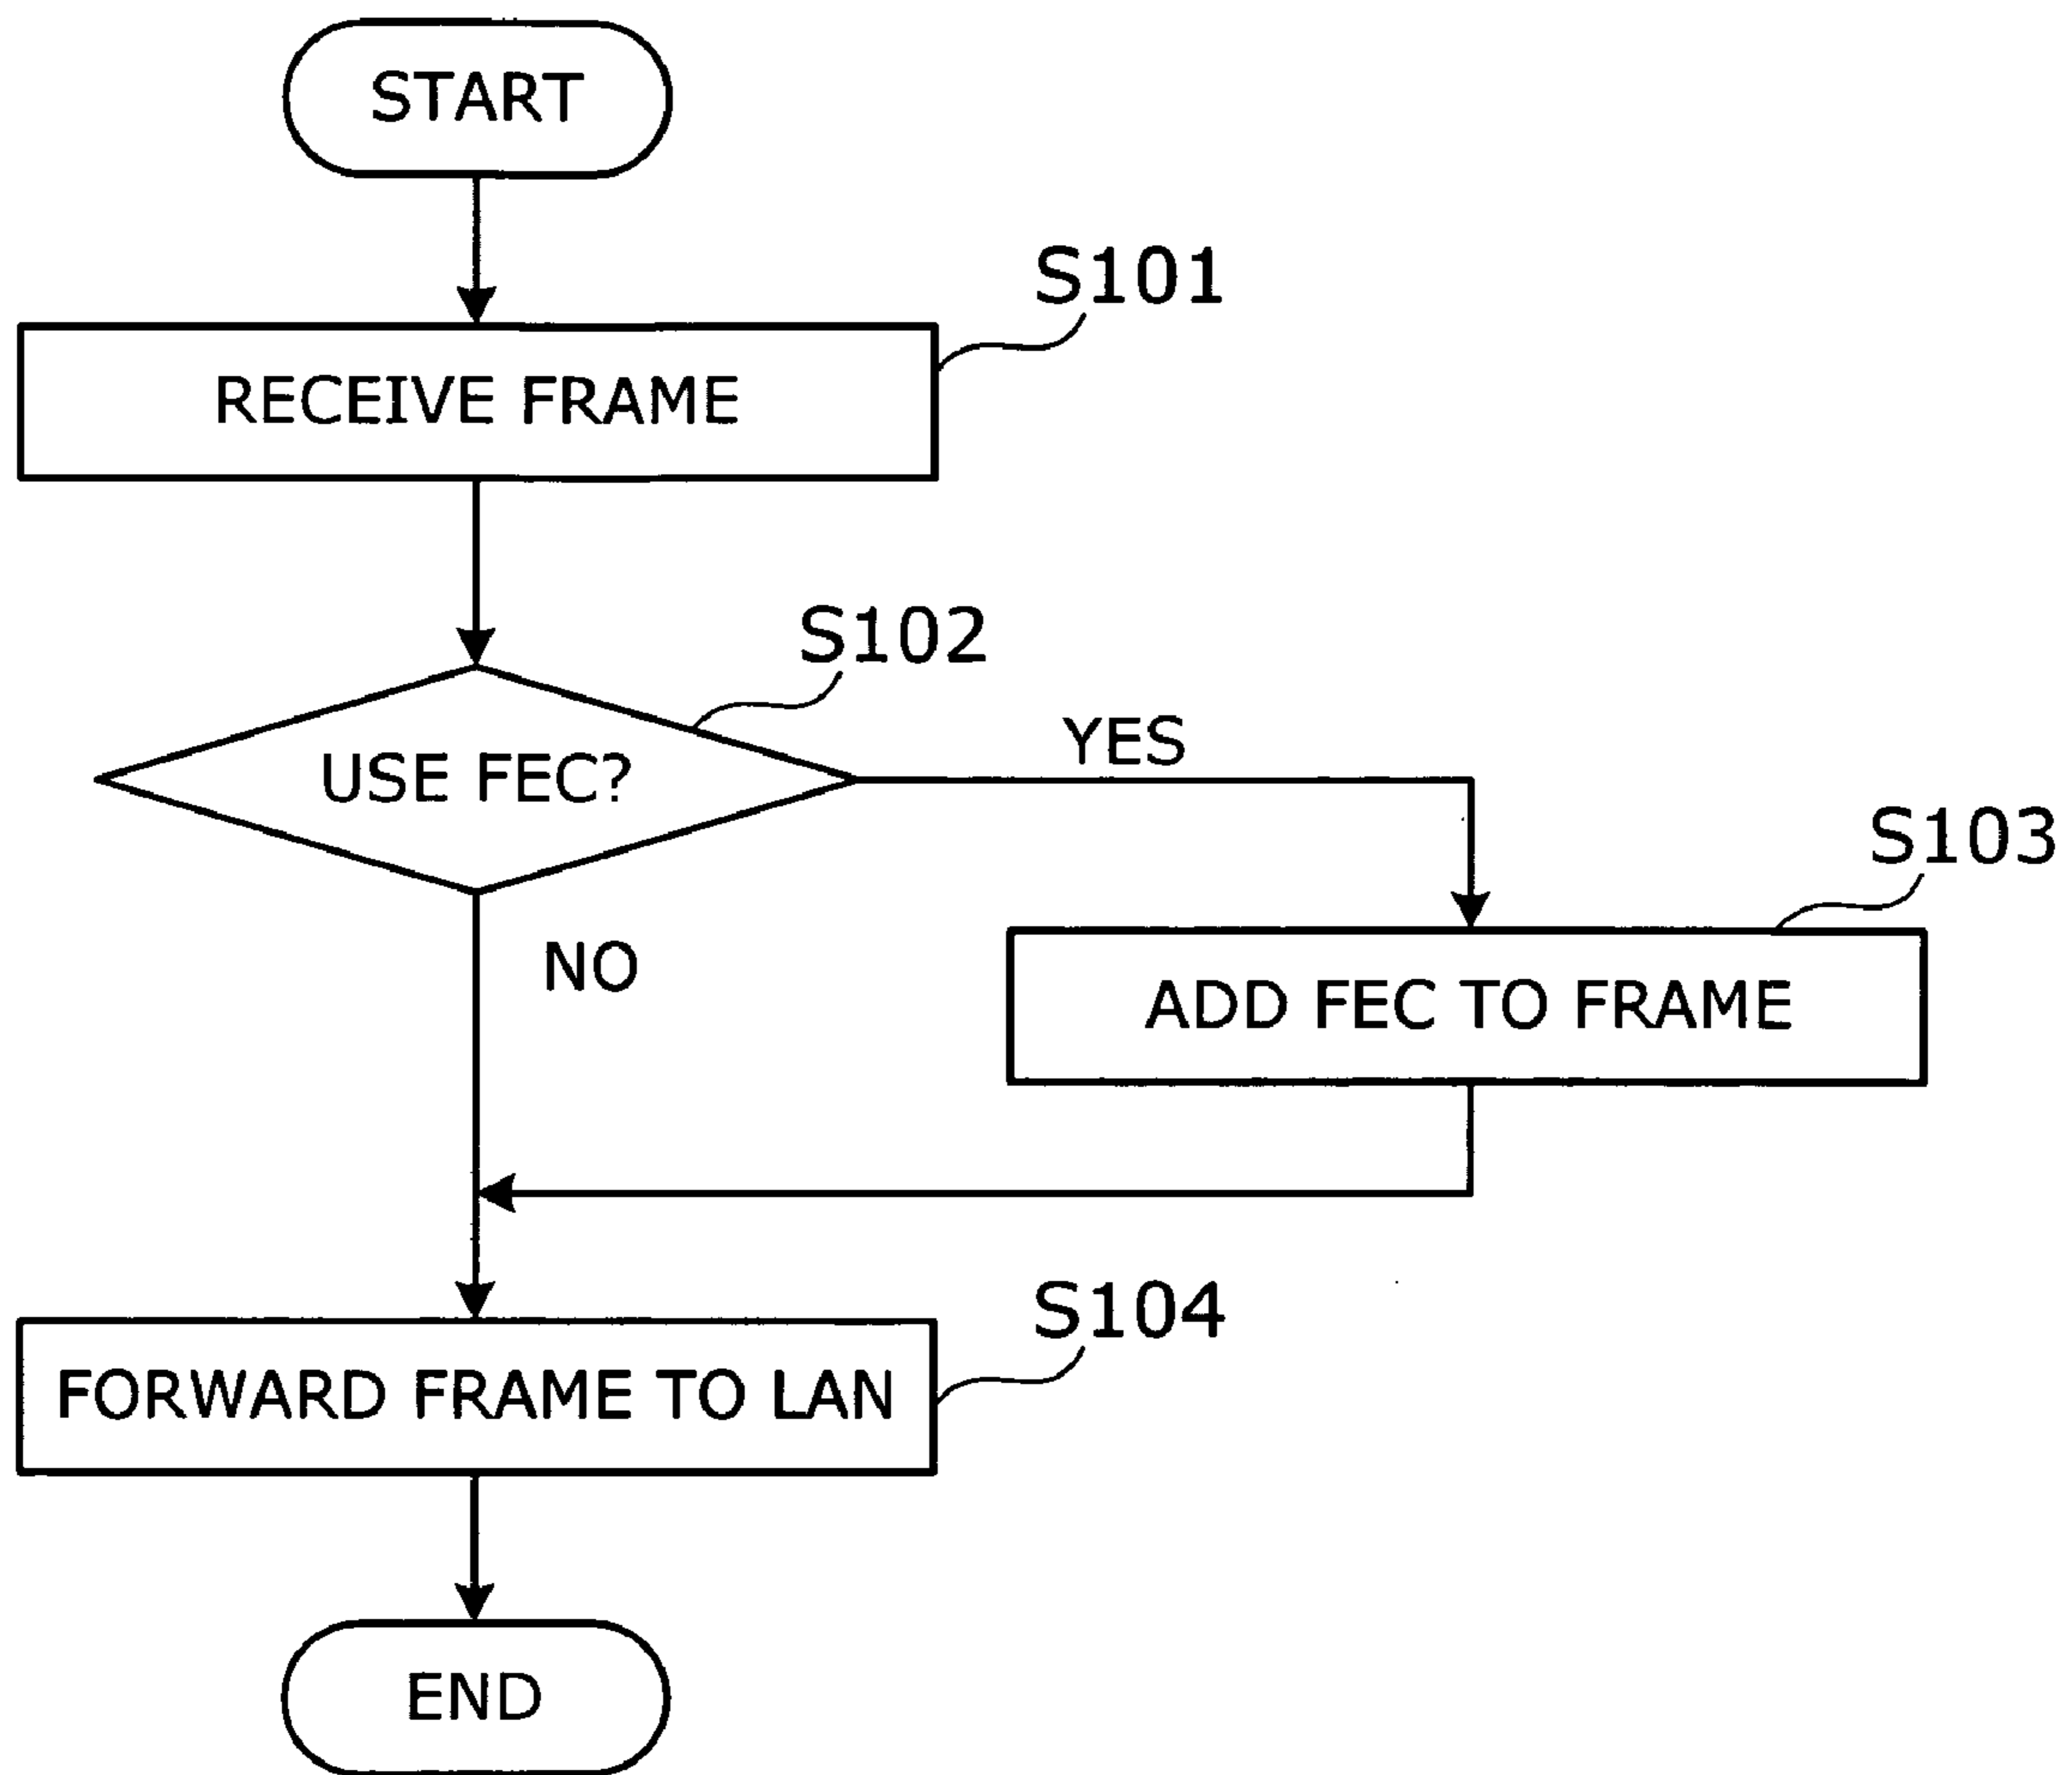 START
S101
RECEIVE FRAME
S102
USE FEC?
YES
S103
NO
ADD FEC TO FRAME
S104
FORWARD FRAME TO LAN
END